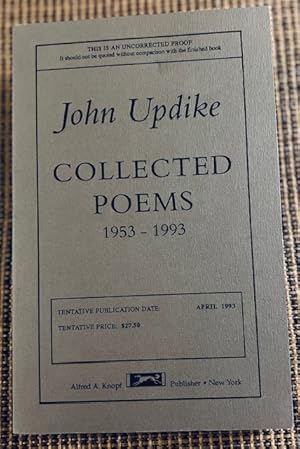 THIS IS AN UNCORRECTED PROOF
It should not be quoted without comparison with the finished book
John Updike
COLLECTED
POEMS
1953 - 1993
TENTATIVE PUBLICATION DATE: APRIL 1993
TENTATIVE PRICE: $27.50
Alfred A. Knopf Publisher • New York